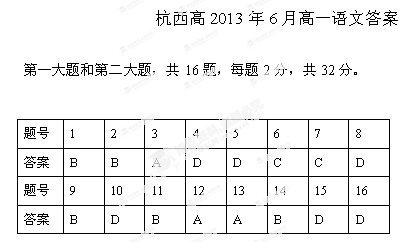 杭西高 2013 年 6 月高一语文答案
第一大题和第二大题，共 16 题，每题 2 分，共 32 分。
题号 1 2 3 4 5 6 7 8
答案 B B A D D C C D
题号 9 10 11 12 13 14 15 16
答案 B D B A A B D D